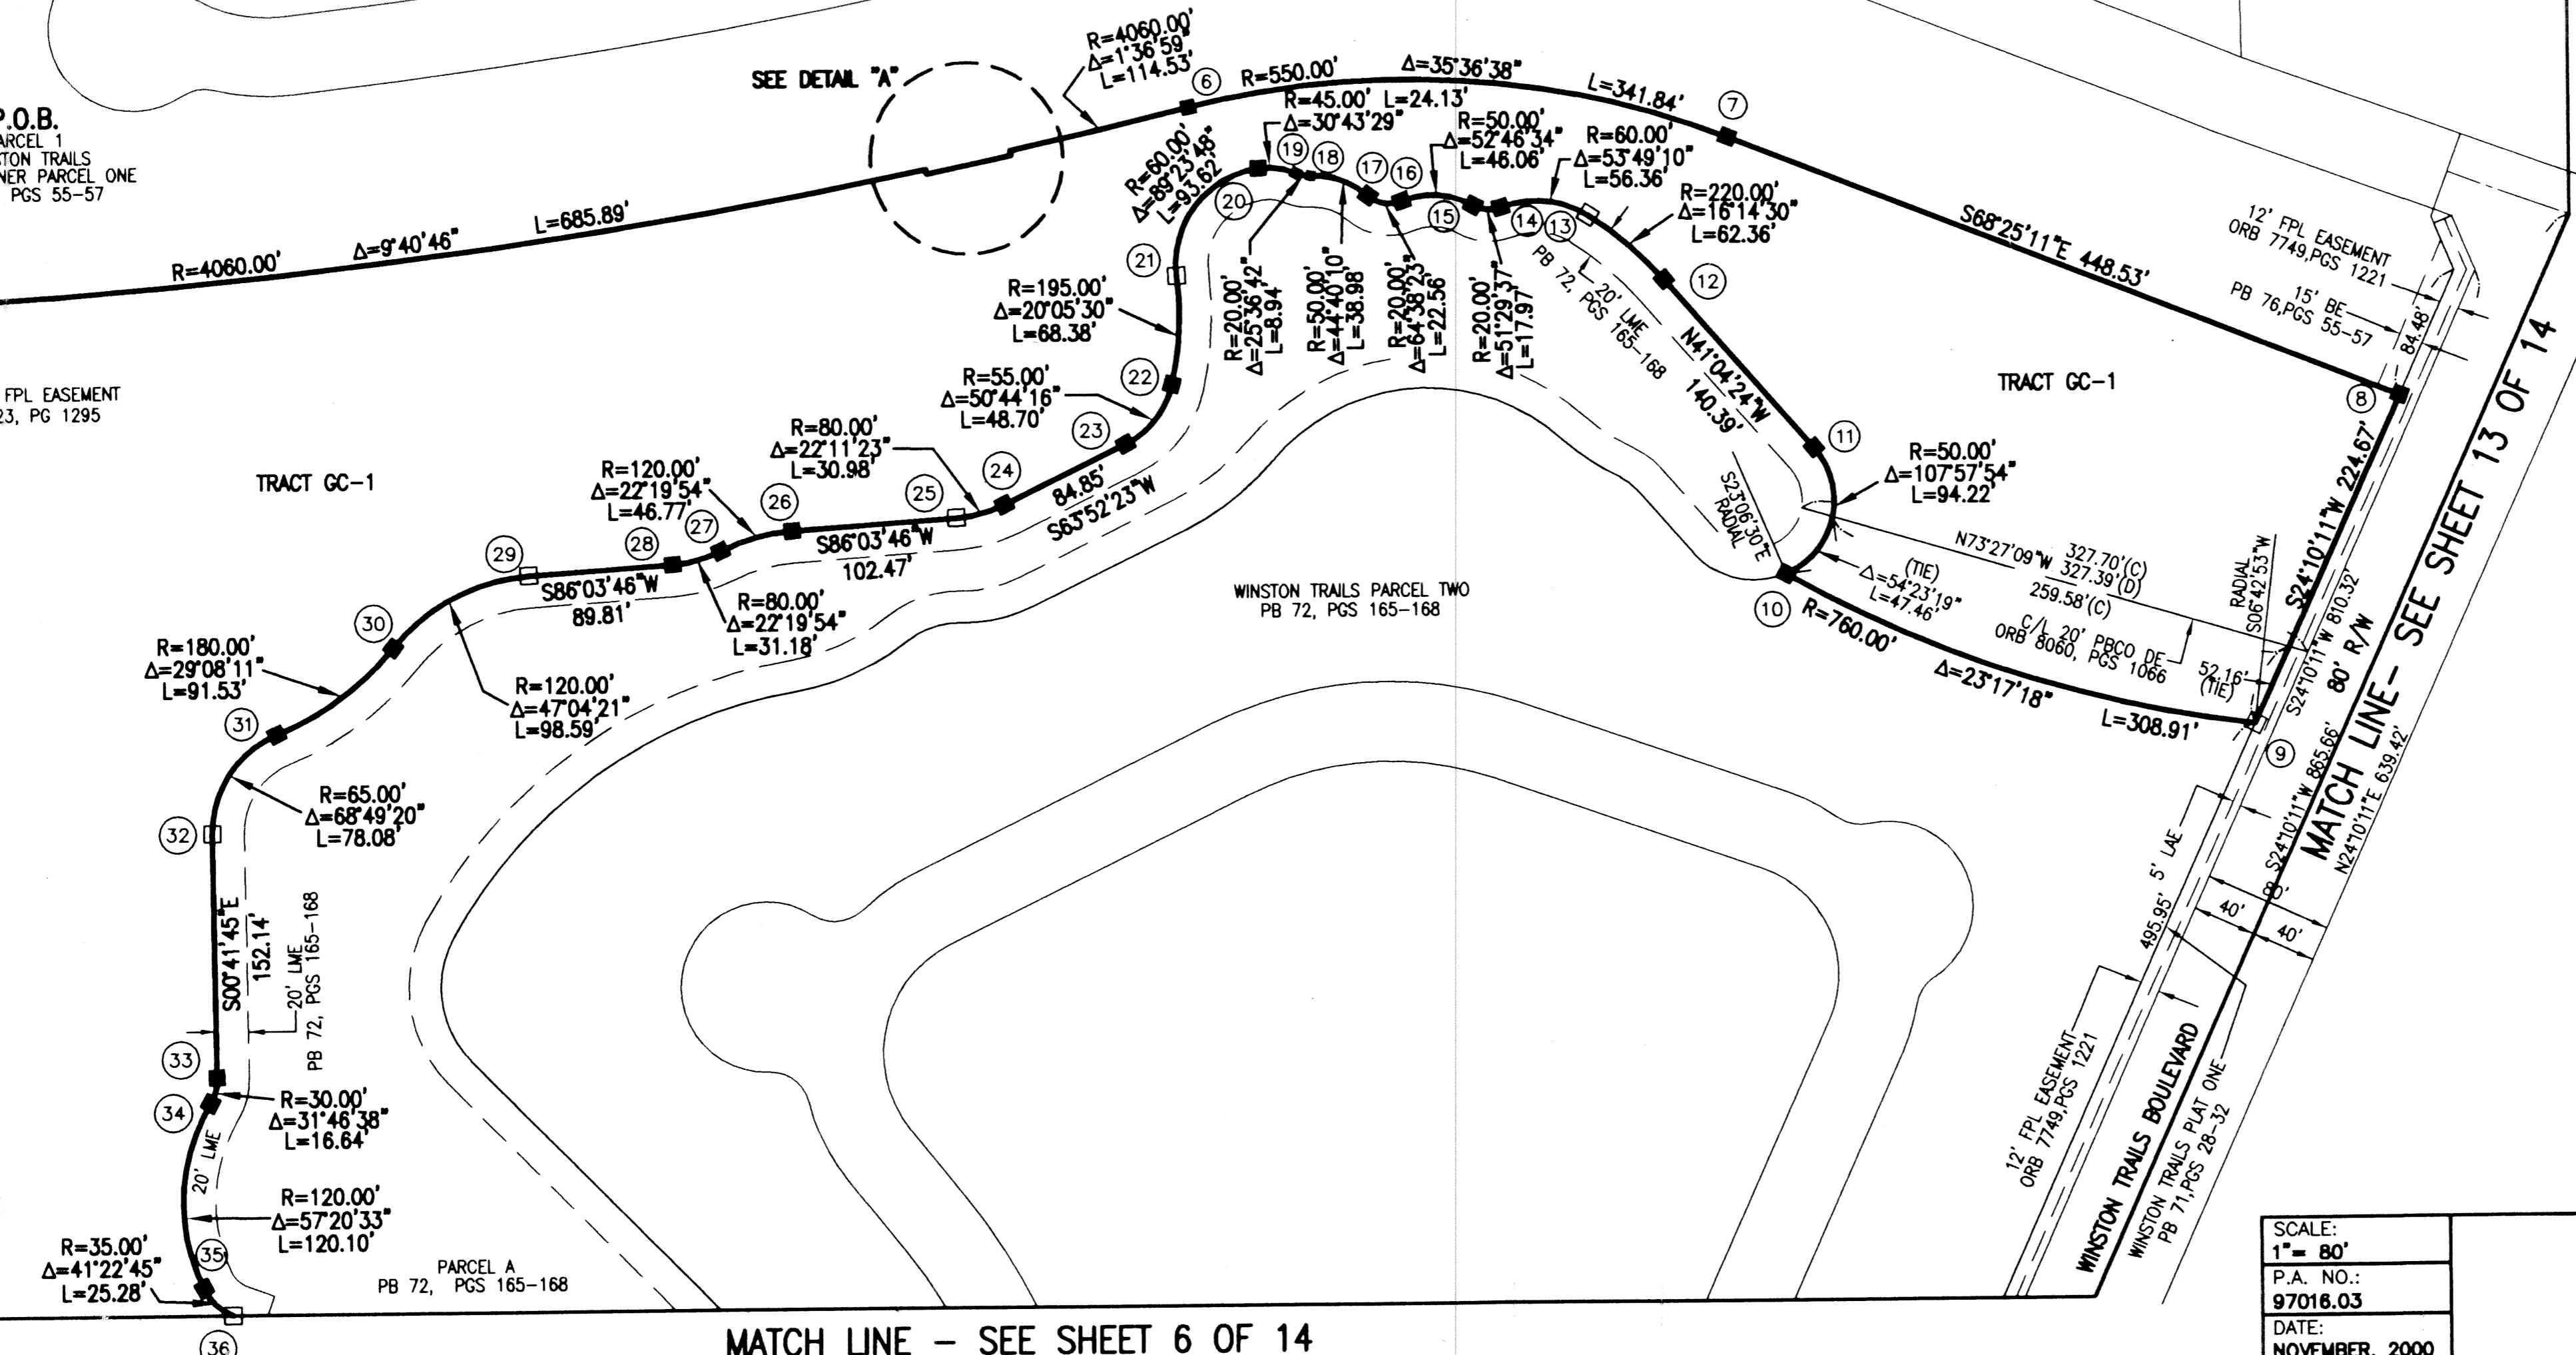 R=4060.00'
Δ=1°36'59"
L=114.53'
SEE DETAIL "A"
6
R=550.00'
Δ=35°36'38"
L=341.84'
7
P.O.B.
PARCEL 1
PARCEL ONE
PGS 55-57
R=4060.00'
Δ=9°40'46"
L=685.89'
R=60.00'
Δ=89°23'48"
L=93.62'
R=45.00' L=24.13'
Δ=30°43'29"
R=50.00'
Δ=52°46'34"
L=46.06'
R=60.00'
Δ=53°49'10"
L=56.36'
R=220.00'
Δ=16°14'30"
L=62.36'
20
19
18
17
16
15
14
13
12
S68°25'11"E 448.53'
12' FPL EASEMENT
ORB 7749,PGS 1221
15' BE
PB 76,PGS 55-57
84.48'
R=20.00'
Δ=25°36'42"
L=8.94'
R=50.00'
Δ=44°40'10"
L=38.98'
R=20.00'
Δ=64°38'23"
L=22.56'
R=20.00'
Δ=51°29'37"
L=17.97'
20' LME
PB 72, PGS 165-168
N41°04'24"W
140.39'
TRACT GC-1
8
21
R=195.00'
Δ=20°05'30"
L=68.38'
22
R=55.00'
Δ=50°44'16"
L=48.70'
23
FPL EASEMENT
23, PG 1295
TRACT GC-1
R=80.00'
Δ=22°11'23"
L=30.98'
24
25
84.85'
S63°52'23"W
R=120.00'
Δ=22°19'54"
L=46.77'
26
27
28
29
S86°03'46"W
102.47'
S86°03'46"W
89.81'
R=80.00'
Δ=22°19'54"
L=31.18'
11
R=50.00'
Δ=107°57'54"
L=94.22'
S23°06'30"E
RADIAL
N73°27'09"W
327.70'(C)
327.39'(D)
259.58'(C)
(TIE)
Δ=54°23'19"
L=47.46'
C/L 20' PBCO DE
ORB 8060, PGS 1066
RADIAL
S06°42'53"W
S24°10'11"W 224.67'
S24°10'11"W 810.32'
80' R/W
52.16'
(TIE)
10
R=760.00'
Δ=23°17'18"
L=308.91'
9
WINSTON TRAILS PARCEL TWO
PB 72, PGS 165-168
30
R=180.00'
Δ=29°08'11"
L=91.53'
R=120.00'
Δ=47°04'21"
L=98.59'
31
R=65.00'
Δ=68°49'20"
L=78.08'
32
S00°41'45"E
152.14'
20' LME
PB 72, PGS 165-168
33
34
R=30.00'
Δ=31°46'38"
L=16.64'
20' LME
R=120.00'
Δ=57°20'33"
L=120.10'
35
R=35.00'
Δ=41°22'45"
L=25.28'
36
PARCEL A
PB 72, PGS 165-168
MATCH LINE - SEE SHEET 13 OF 14
S24°10'11"W 865.66'
N24°10'11"E 639.42'
5' LAE
495.95'
80'
40'
40'
12' FPL EASEMENT
ORB 7749,PGS 1221
WINSTON TRAILS BOULEVARD
WINSTON TRAILS PLAT ONE
PB 71,PGS 28-32
MATCH LINE - SEE SHEET 6 OF 14
SCALE:
1"= 80'
P.A. NO.:
97016.03
DATE:
NOVEMBER, 2000